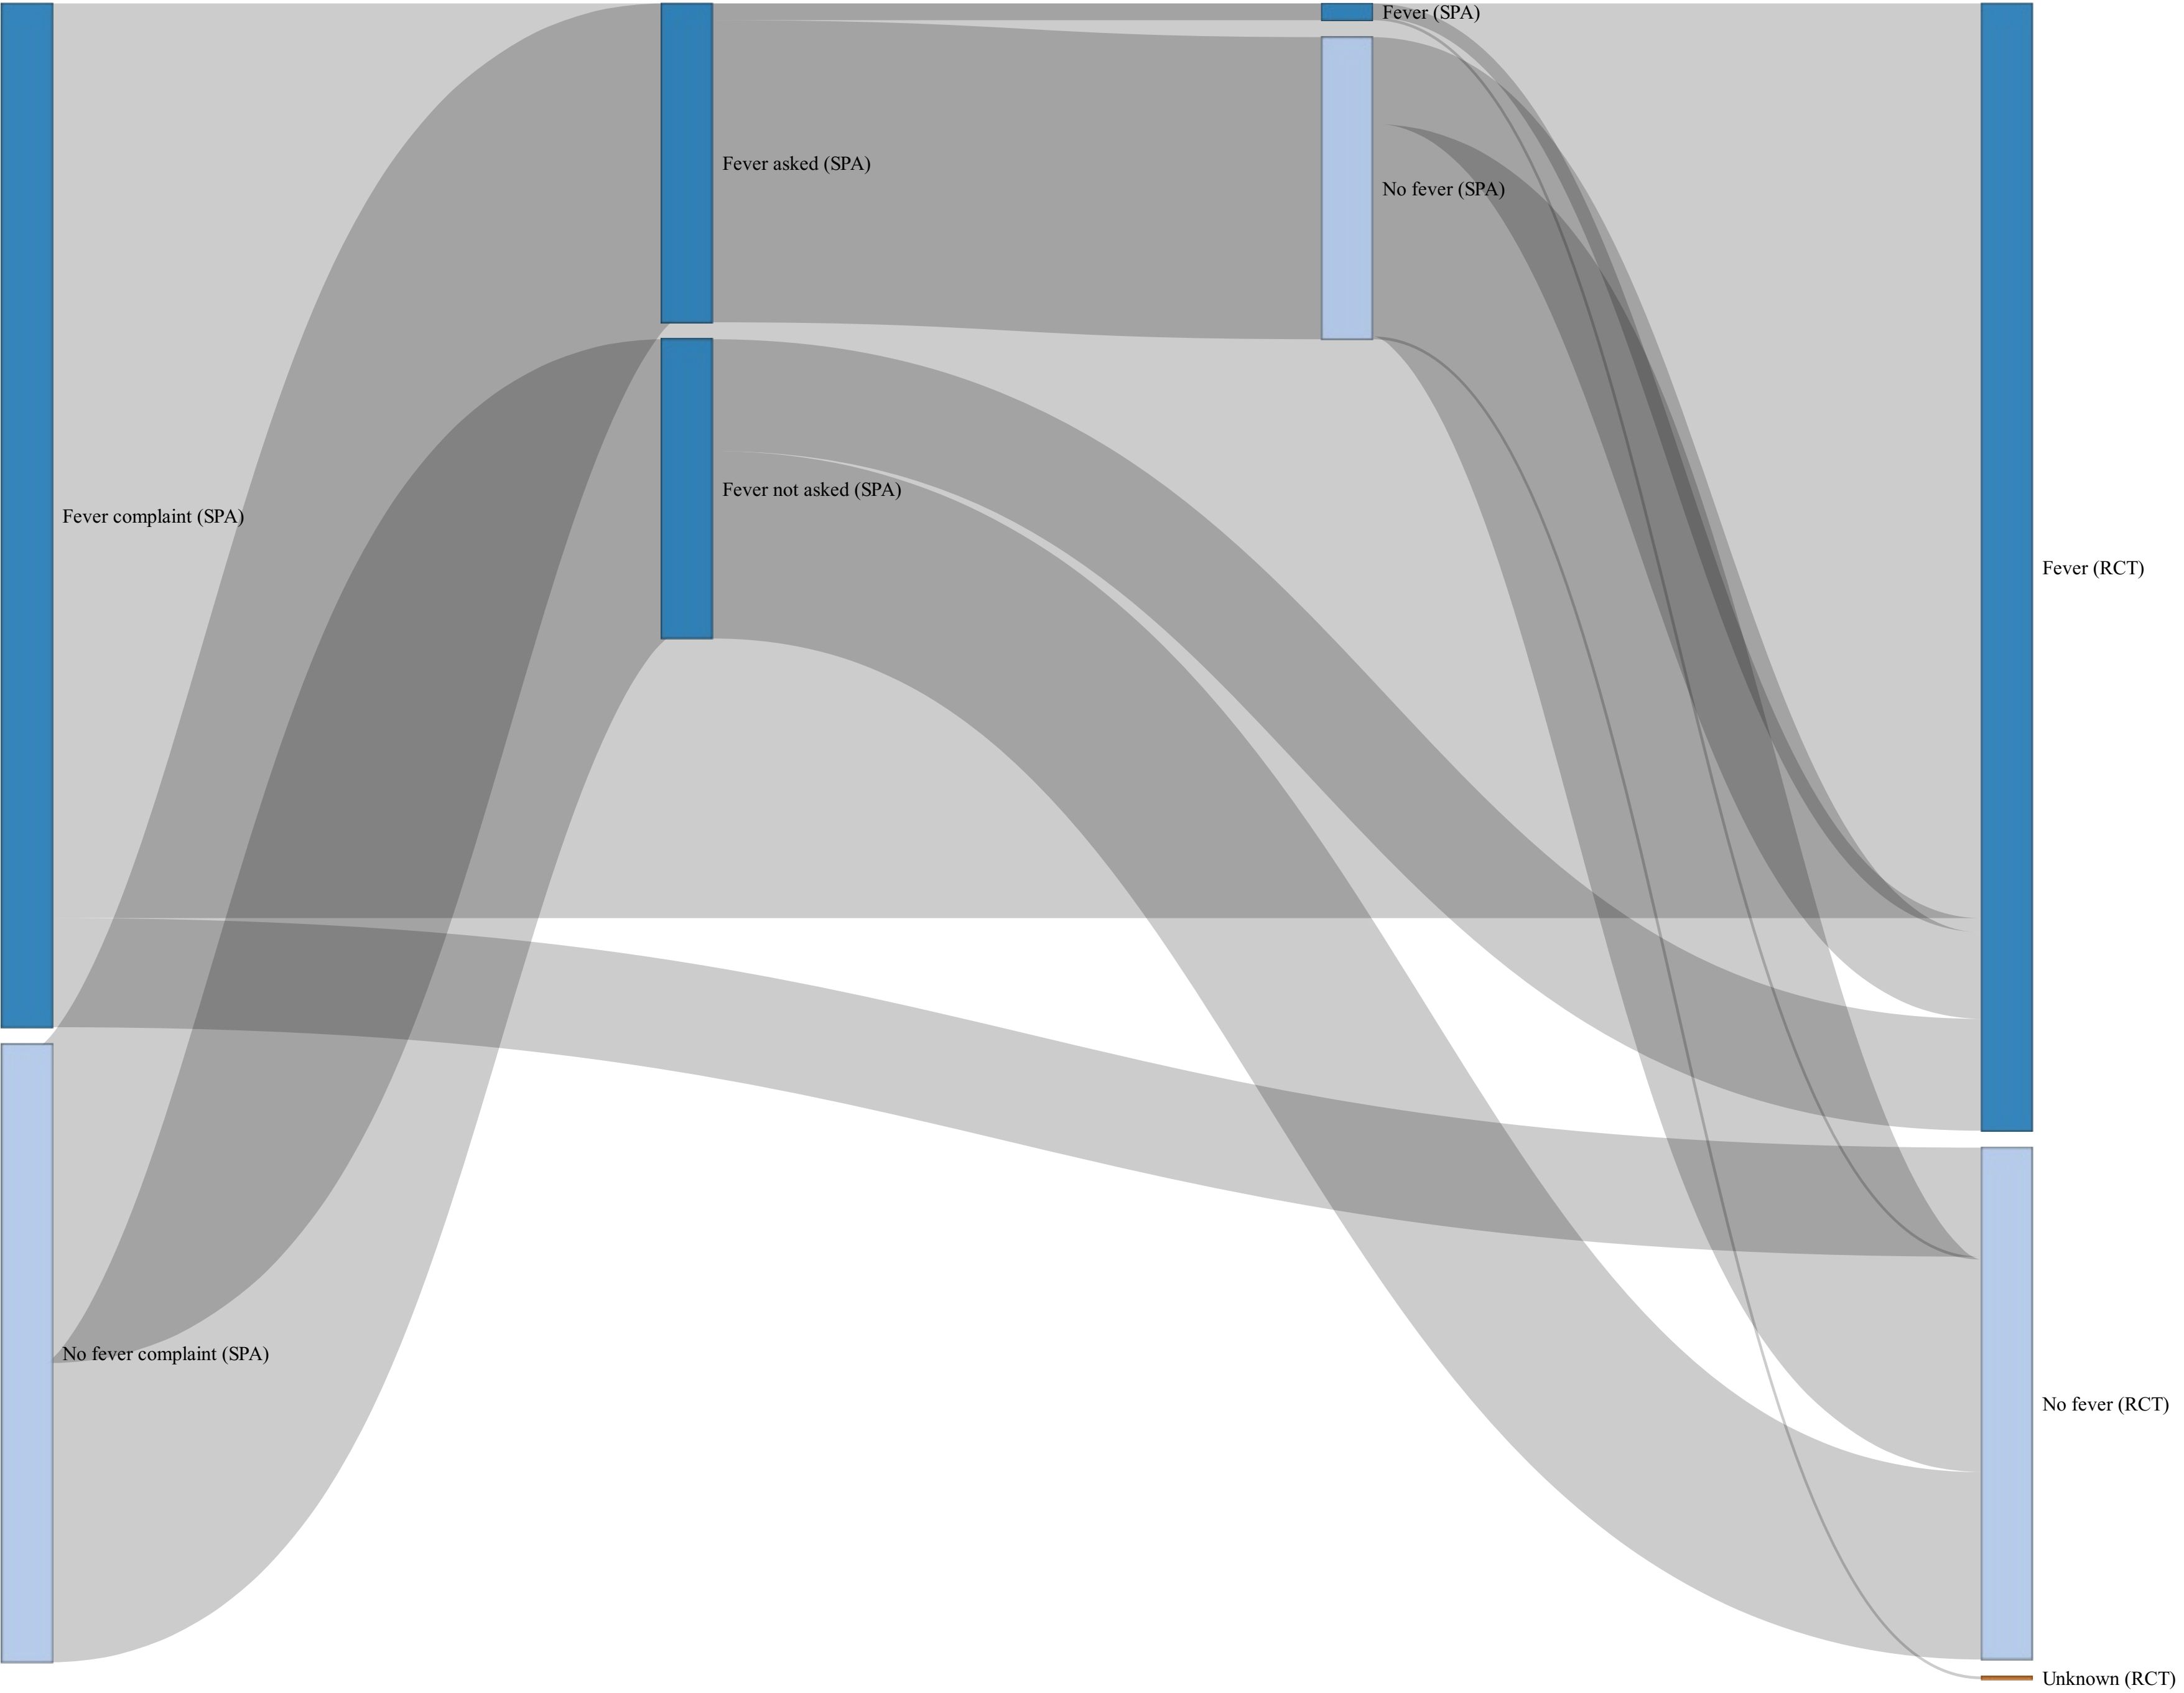 Fever (SPA)
Fever asked (SPA)
No fever (SPA)
Fever not asked (SPA)
Fever complaint (SPA)
Fever (RCT)
No fever complaint (SPA)
No fever (RCT)
Unknown (RCT)